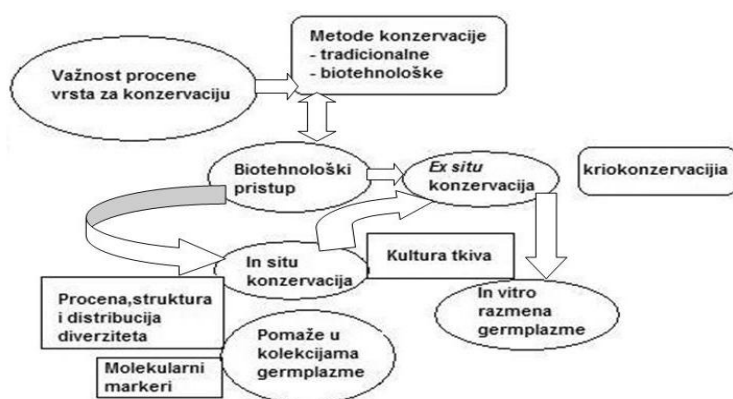 Metode konzervacije
- tradicionalne
- biotehnološke
Važnost procene
vrsta za konzervaciju
Biotehnološki
pristup
Ex situ
konzervacija
kriokonzervacijia
In situ
konzervacija
Kultura tkiva
Procena,struktura
i distribucija
diverziteta
In vitro
razmena
germplazme
Pomaže u
kolekcijama
germplazme
Molekularni
markeri